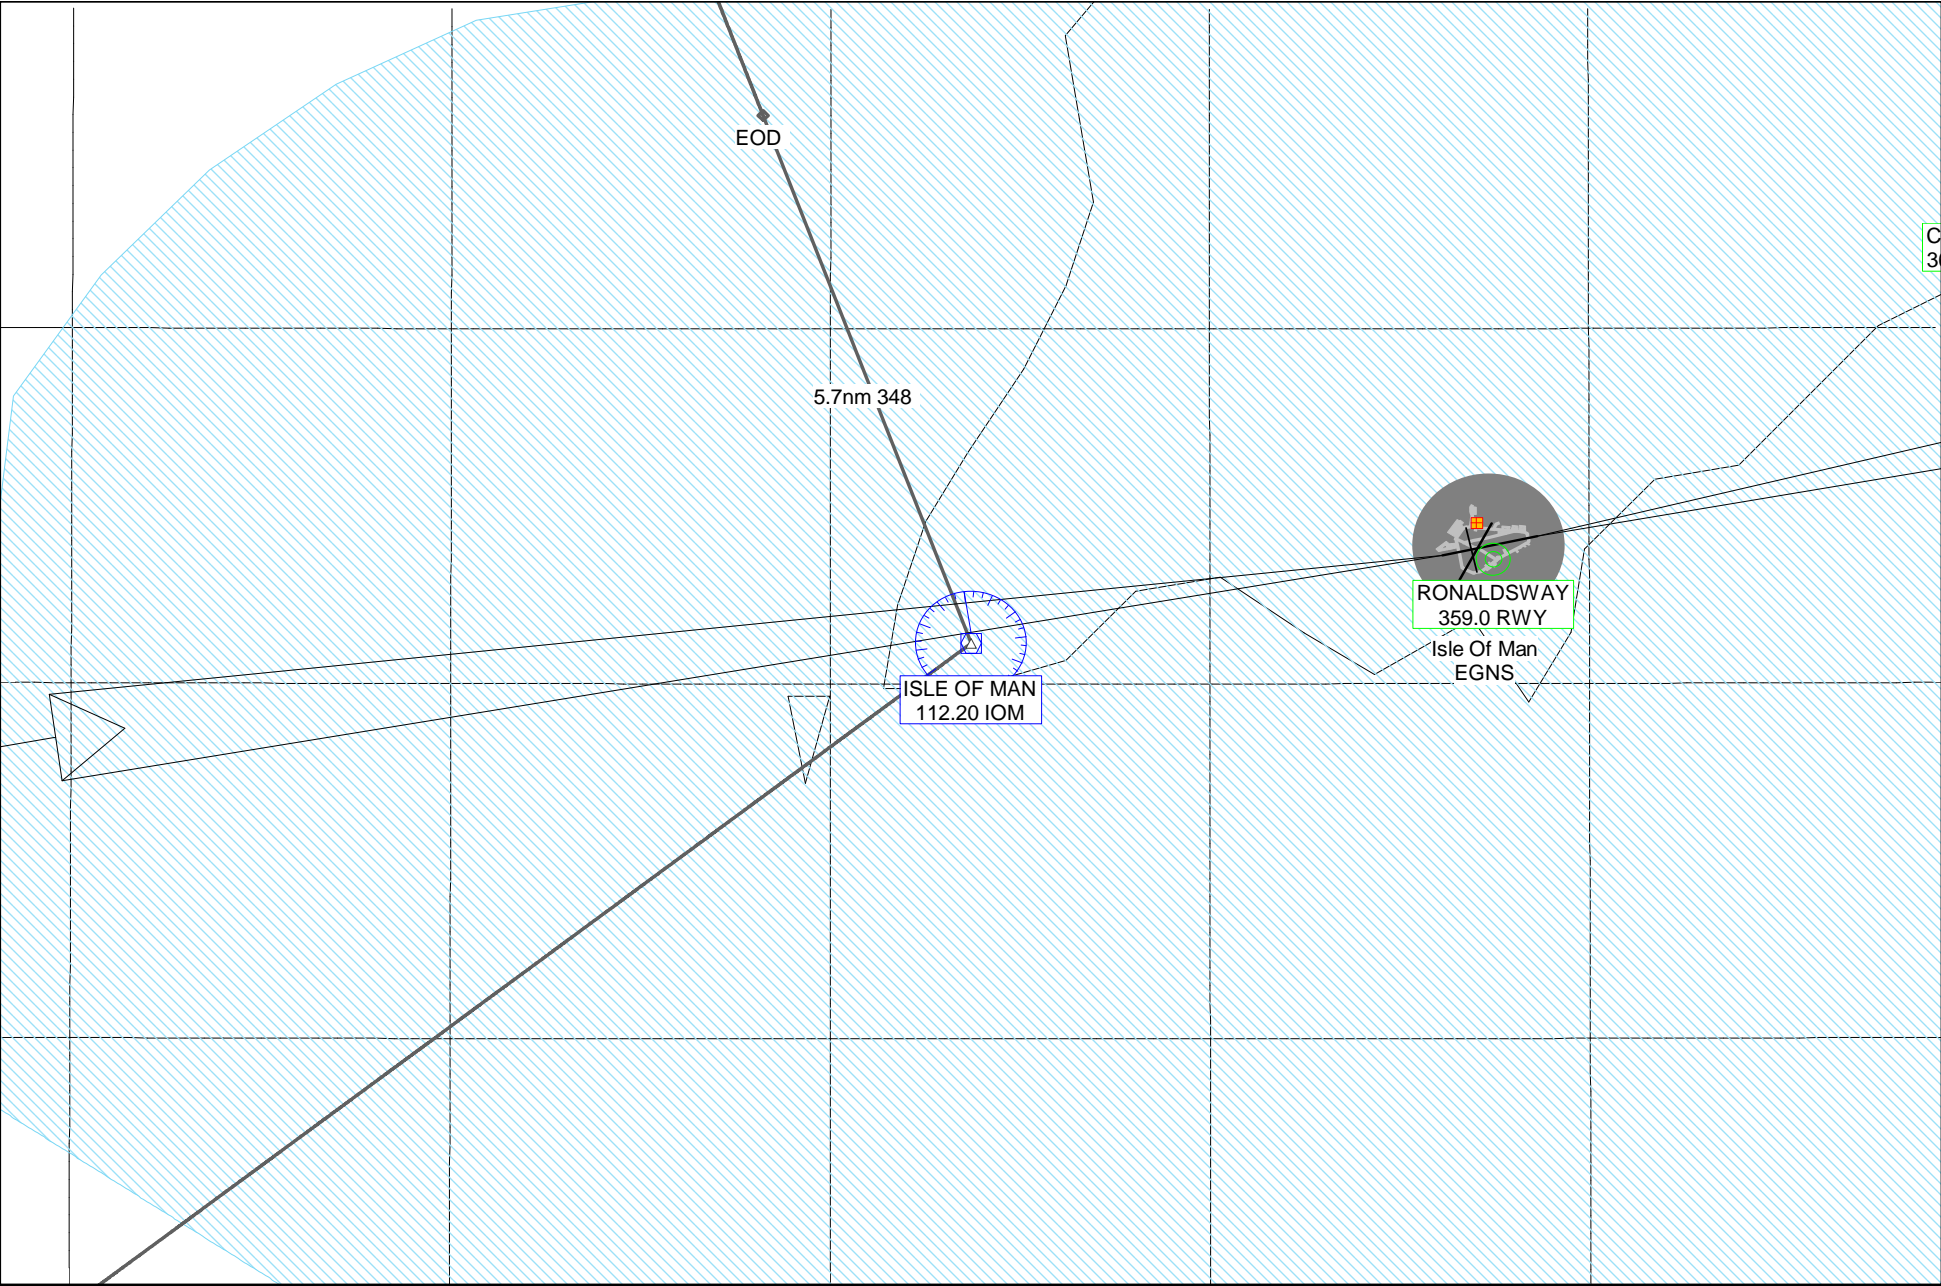 EOD
C
5.7nm 348
RONALDSWAY
359.0 RWY
Isle Of Man
EGNS
ISLE OF MAN
112.20 IOM